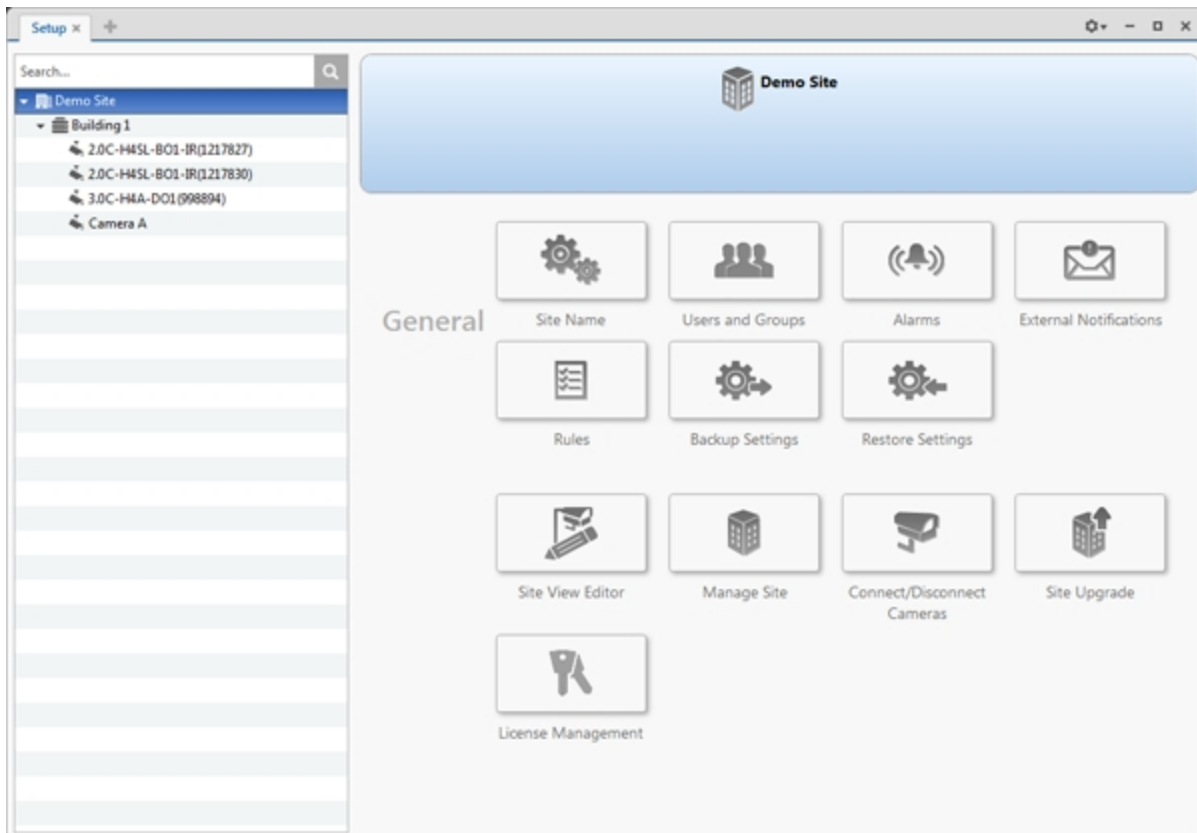 Setup
Search...
Demo Site
Building 1
2.0C-H4SL-BO1-IR(1217827)
2.0C-H4SL-BO1-IR(1217830)
3.0C-H4A-DO1(998894)
Camera A
Demo Site
General
Site Name
Users and Groups
Alarms
External Notifications
Rules
Backup Settings
Restore Settings
Site View Editor
Manage Site
Connect/Disconnect
Cameras
Site Upgrade
License Management